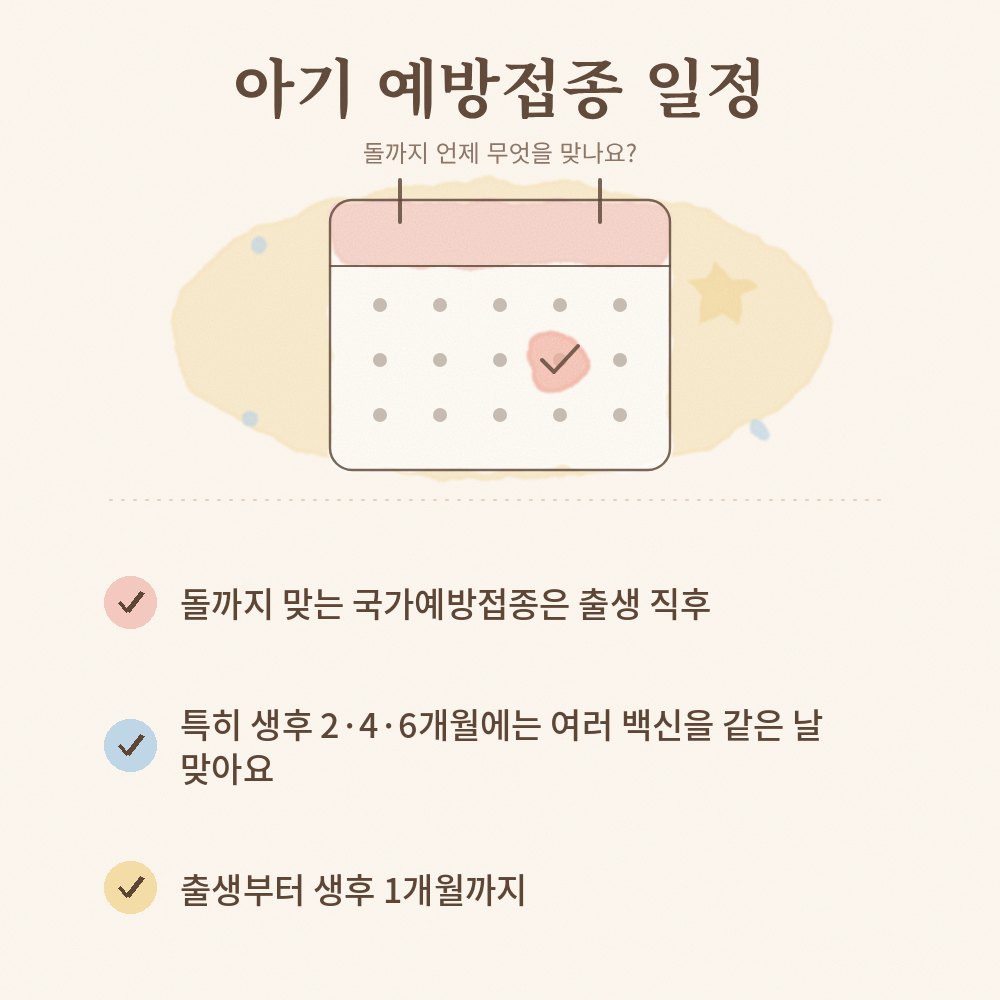 아기 예방접종 일정
돌까지 언제 무엇을 맞나요?
돌까지 맞는 국가예방접종은 출생 직후
특히 생후 2·4·6개월에는 여러 백신을 같은 날
맞아요
출생부터 생후 1개월까지